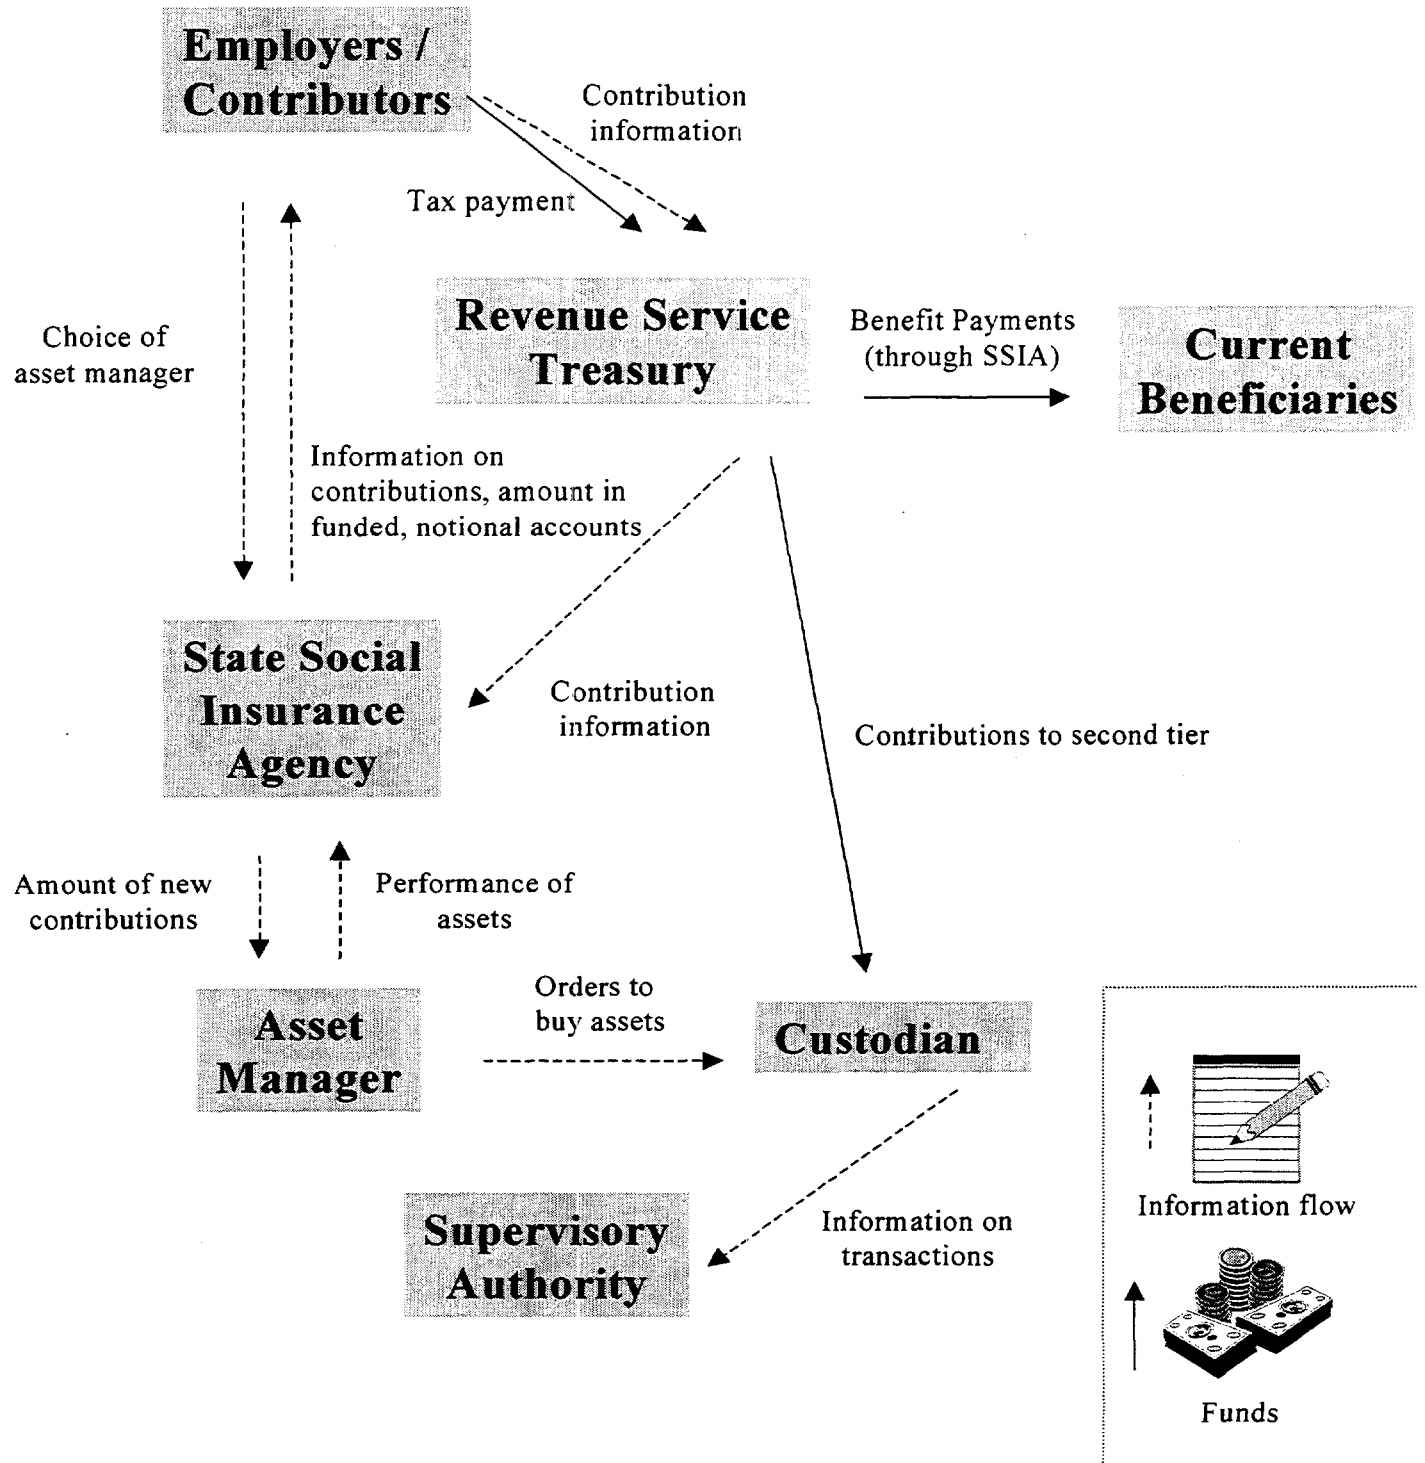 Employers /
Contributors
Contribution
information
Tax payment
Revenue Service
Treasury
Benefit Payments
(through SSIA)
Current
Beneficiaries
Choice of
asset manager
Information on
contributions, amount in
funded, notional accounts
State Social
Insurance
Agency
Contribution
information
Contributions to second tier
Amount of new
contributions
Performance of
assets
Asset
Manager
Orders to
buy assets
Custodian
Supervisory
Authority
Information on
transactions
Information flow
Funds